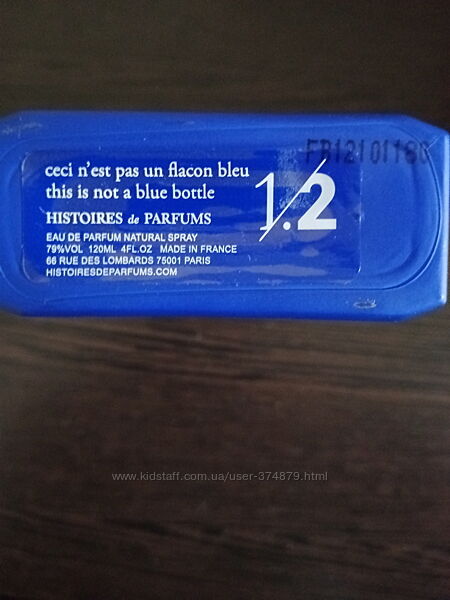 ceci n'est pas un flacon bleu
this is not a blue bottle
HISTOIRES de PARFUMS
1/.2
EAU DE PARFUM NATURAL SPRAY
79%VOL 120ML 4FL.OZ MADE IN FRANCE
66 RUE DES LOMBARDS 75001 PARIS
HISTOIRESDEPARFUMS.COM
www.kidstaff.com.ua/user-374879.html